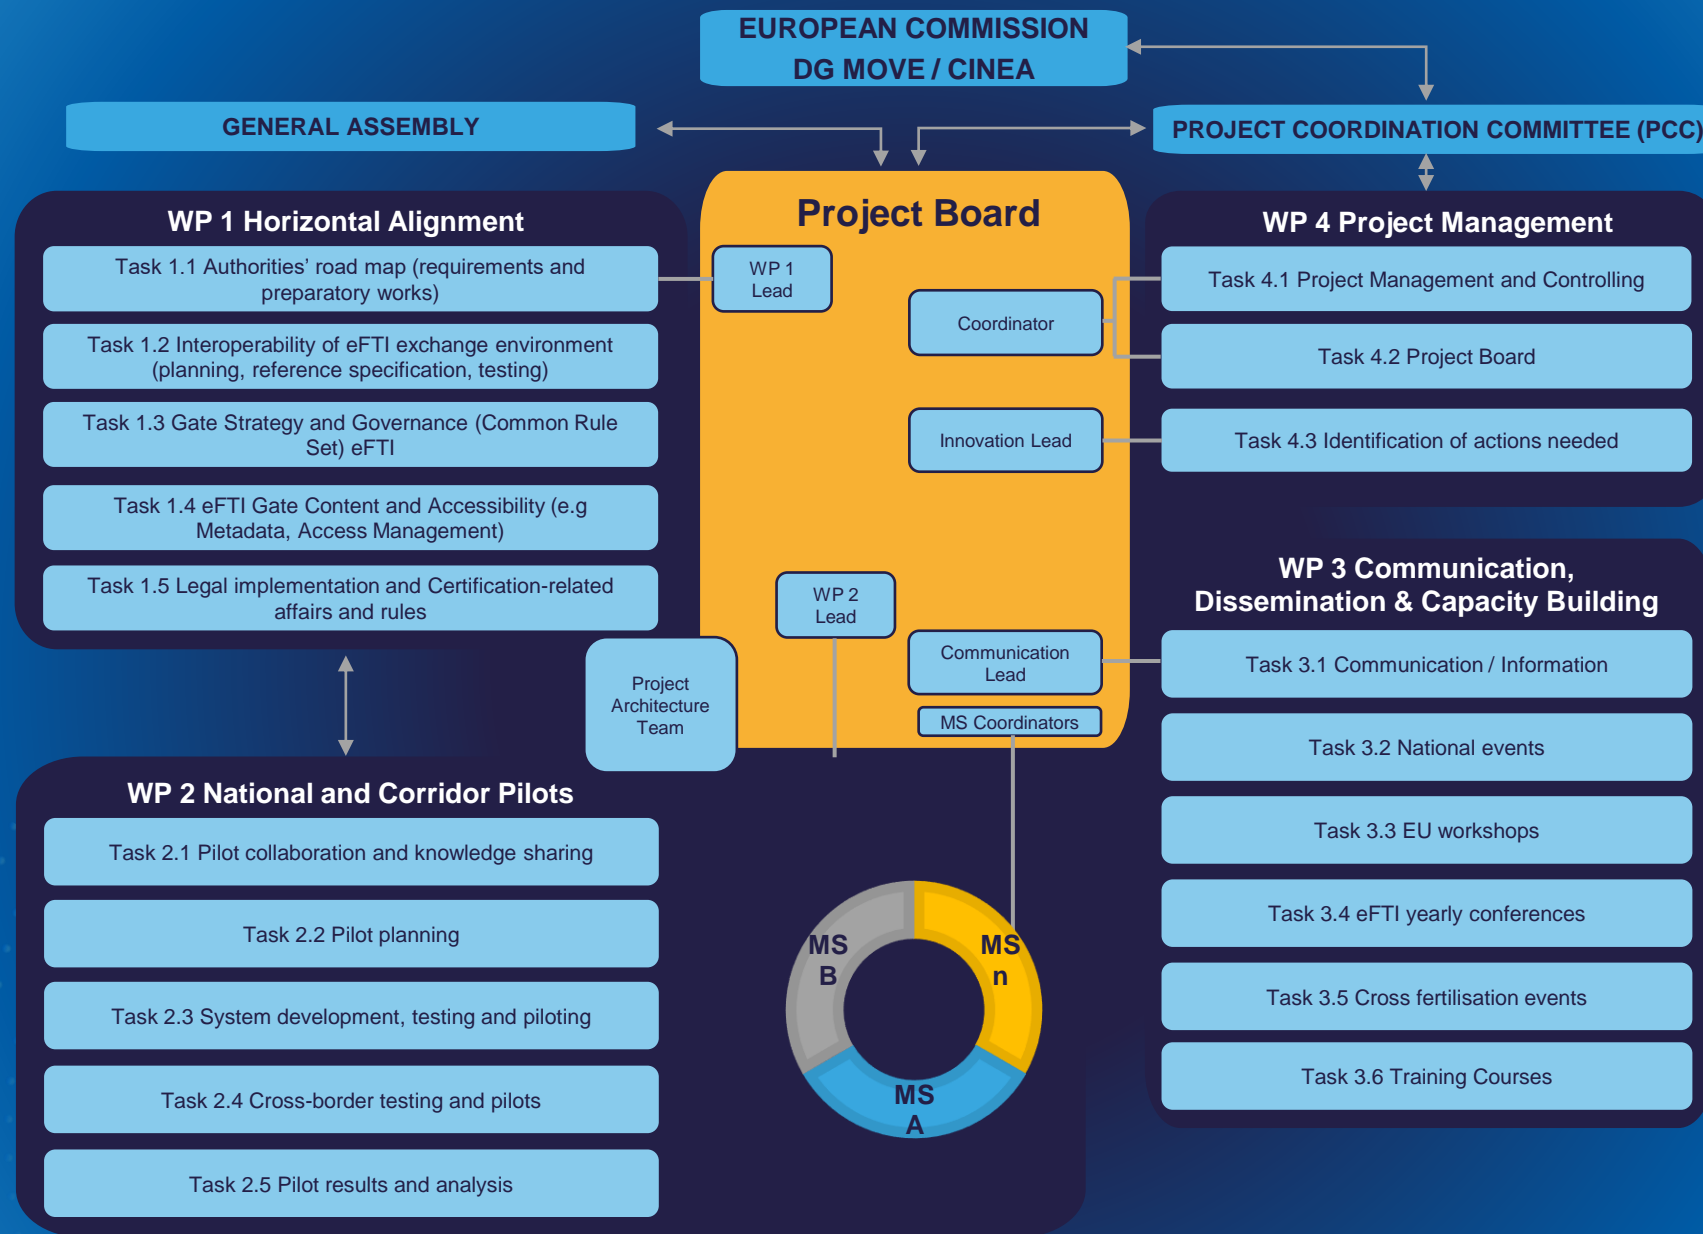 EUROPEAN COMMISSION
DG MOVE / CINEA
GENERAL ASSEMBLY
PROJECT COORDINATION COMMITTEE (PCC)
WP 1 Horizontal Alignment
Task 1.1 Authorities’ road map (requirements and
preparatory works)
Task 1.2 Interoperability of eFTI exchange environment
(planning, reference specification, testing)
Task 1.3 Gate Strategy and Governance (Common Rule
Set) eFTI
Task 1.4 eFTI Gate Content and Accessibility (e.g
Metadata, Access Management)
Task 1.5 Legal implementation and Certification-related
affairs and rules
Project Board
WP 1
Lead
Coordinator
Innovation Lead
WP 2
Lead
Communication
Lead
MS Coordinators
Project
Architecture
Team
WP 4 Project Management
Task 4.1 Project Management and Controlling
Task 4.2 Project Board
Task 4.3 Identification of actions needed
WP 2 National and Corridor Pilots
Task 2.1 Pilot collaboration and knowledge sharing
Task 2.2 Pilot planning
Task 2.3 System development, testing and piloting
Task 2.4 Cross-border testing and pilots
Task 2.5 Pilot results and analysis
MS
B
MS
n
MS
A
WP 3 Communication,
Dissemination & Capacity Building
Task 3.1 Communication / Information
Task 3.2 National events
Task 3.3 EU workshops
Task 3.4 eFTI yearly conferences
Task 3.5 Cross fertilisation events
Task 3.6 Training Courses